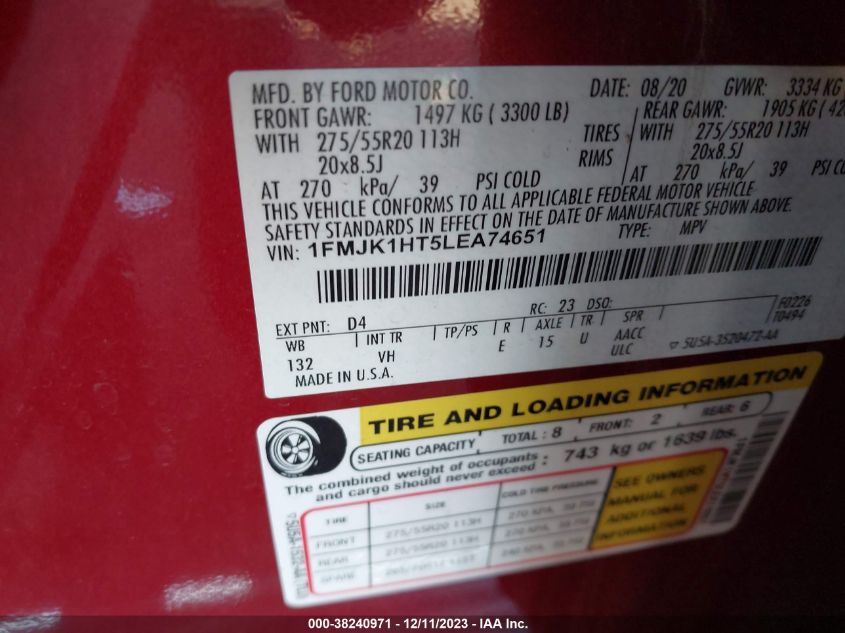 MFD. BY FORD MOTOR CO.
DATE: 08/20 GVWR: 3334 KG
FRONT GAWR: 1497 KG ( 3300 LB)
REAR GAWR: 1905 KG ( 42
WITH 275/55R20 113H TIRES
WITH 275/55R20 113H
20x8.5J RIMS
20x8.5J
AT 270 kPa/ 39 PSI COLD
AT 270 kPa/ 39 PSI CO
THIS VEHICLE CONFORMS TO ALL APPLICABLE FEDERAL MOTOR VEHICLE
SAFETY STANDARDS IN EFFECT ON THE DATE OF MANUFACTURE SHOWN ABOVE.
VIN: 1FMJK1HT5LEA74651 TYPE: MPV
EXT PNT: D4 RC: 23 DSO: F0226
T0494
WB INT TR TP/PS R AXLE TR SPR
132 VH E 15 U AACC
ULC
▽ 5U5A-3520472-AA
MADE IN U.S.A.
TIRE AND LOADING INFORMATION
SEATING CAPACITY TOTAL : 8 FRONT: 2 REAR: 6
The combined weight of occupants
and cargo should never exceed : 743 kg or 1639 lbs.
TIRE SIZE COLD TIRE PRESSURE
FRONT 275/55R20 113H
REAR 275/55R20 113H
SPARE
SEE OWNERS
MANUAL FOR
ADDITIONAL
INFORMATION
000-38240971 - 12/11/2023 - IAA Inc.